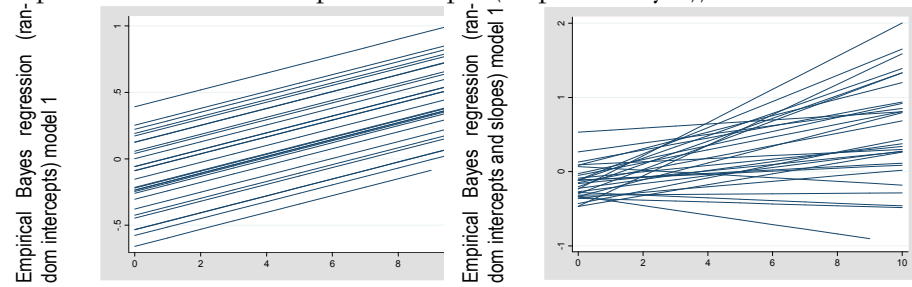 Empirical Bayes regression (ran-
dom intercepts) model 1
1
.5
0
-.5
0 2 4 6 8
Empirical Bayes regression (ran-
dom intercepts and slopes) model 1
2
1
0
-1
0 2 4 6 8 10